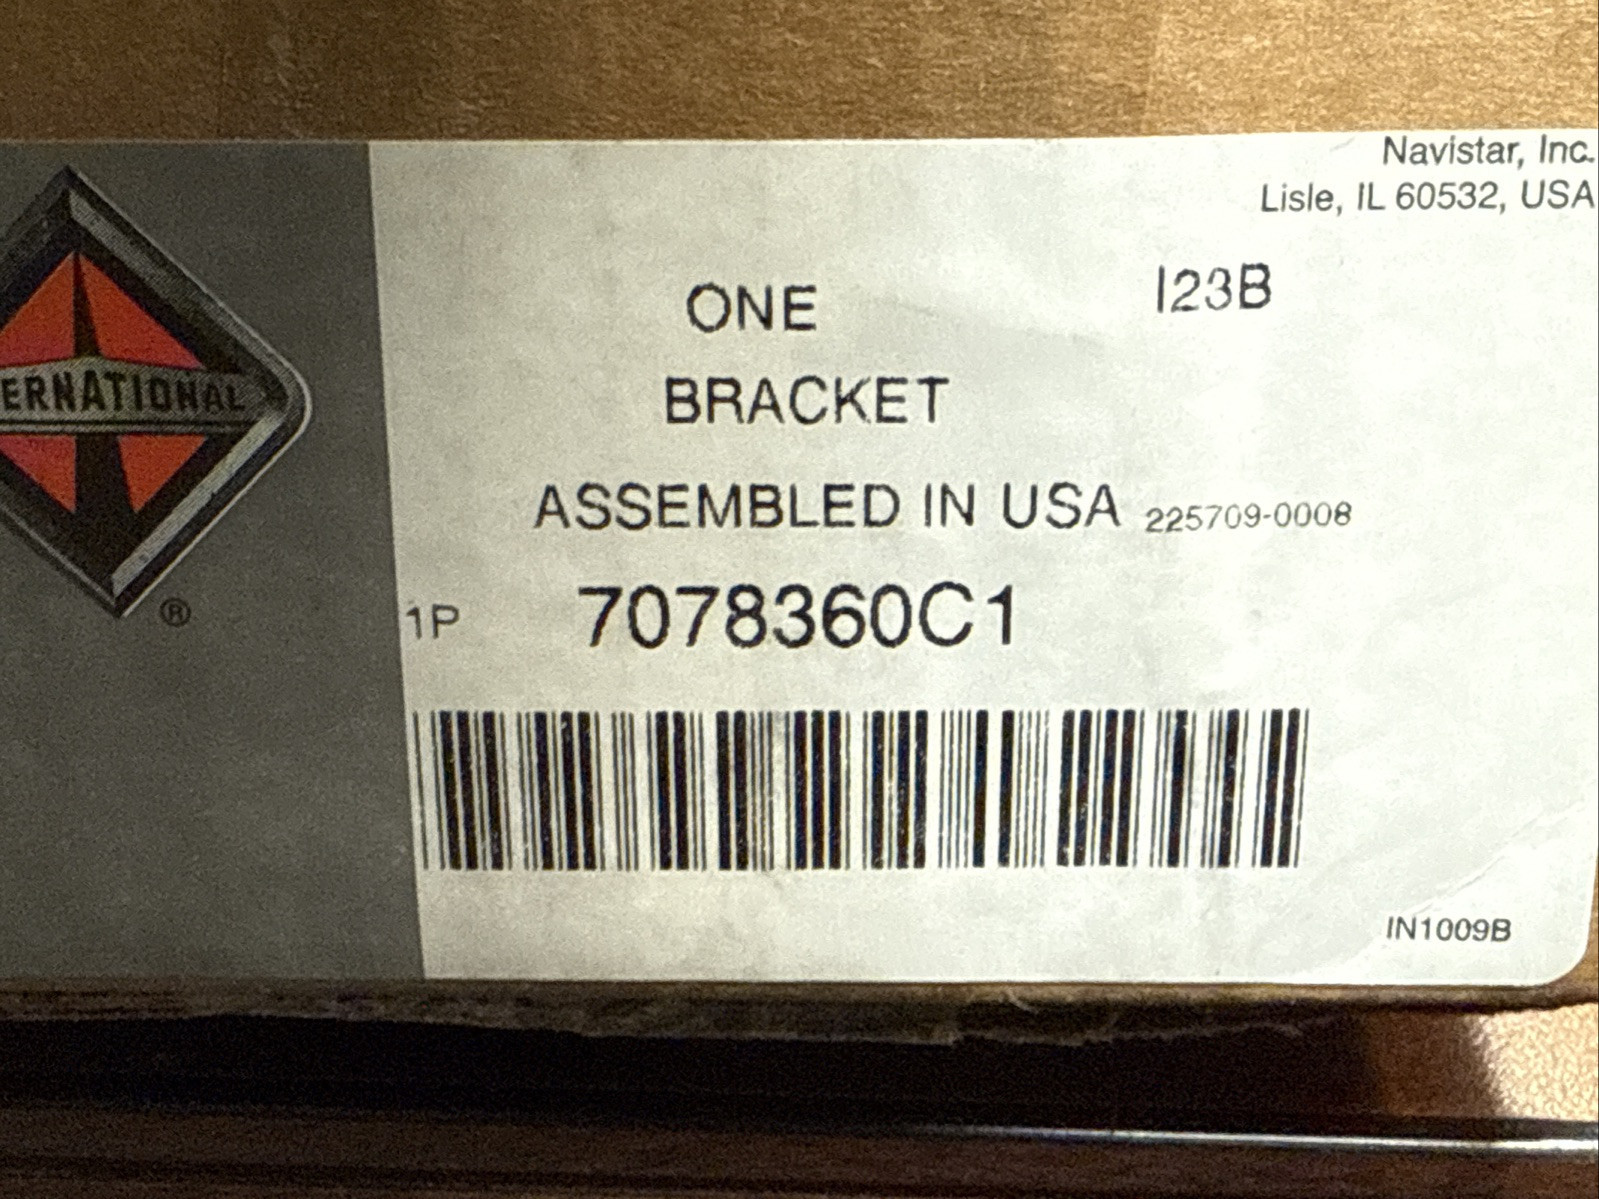 Navistar, Inc.
Lisle, IL 60532, USA
ERNATIONAL
®
ONE
I23B
BRACKET
ASSEMBLED IN USA 225709-0008
1P 7078360C1
IN1009B